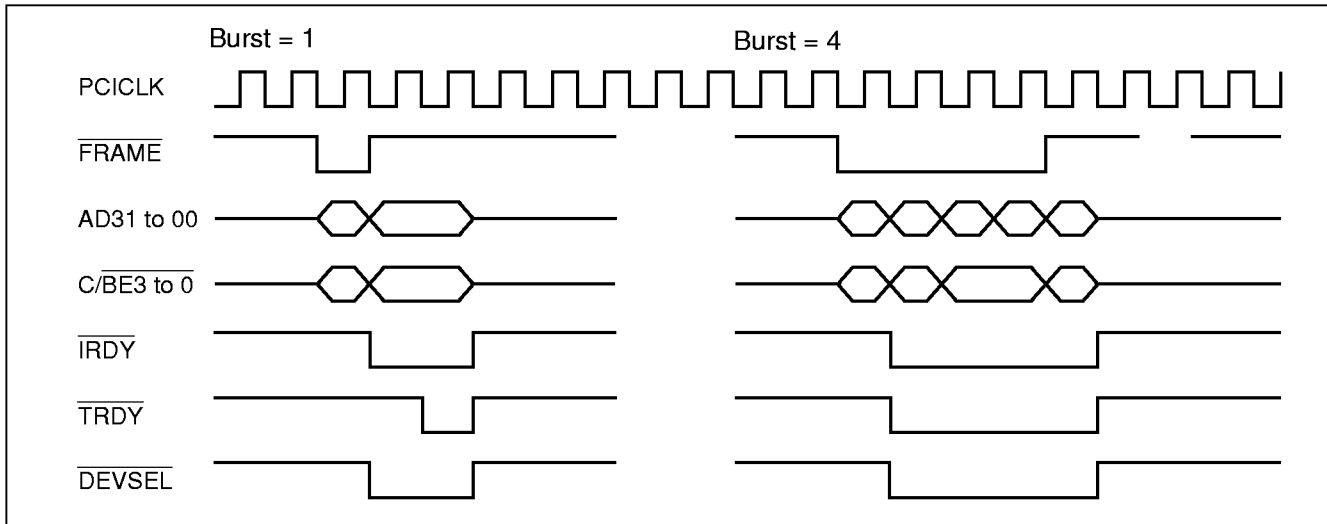 Burst = 1
Burst = 4
PCICLK
FRAME
AD31 to 00
C/BE3 to 0
IRDY
TRDY
DEVSEL